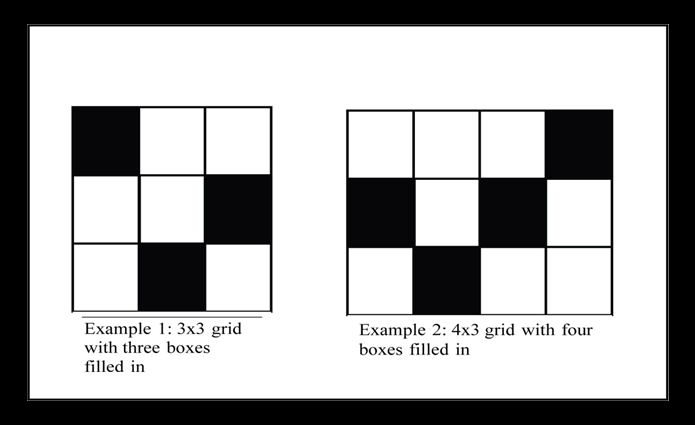 Example 1: 3x3 grid
with three boxes
filled in
Example 2: 4x3 grid with four
boxes filled in